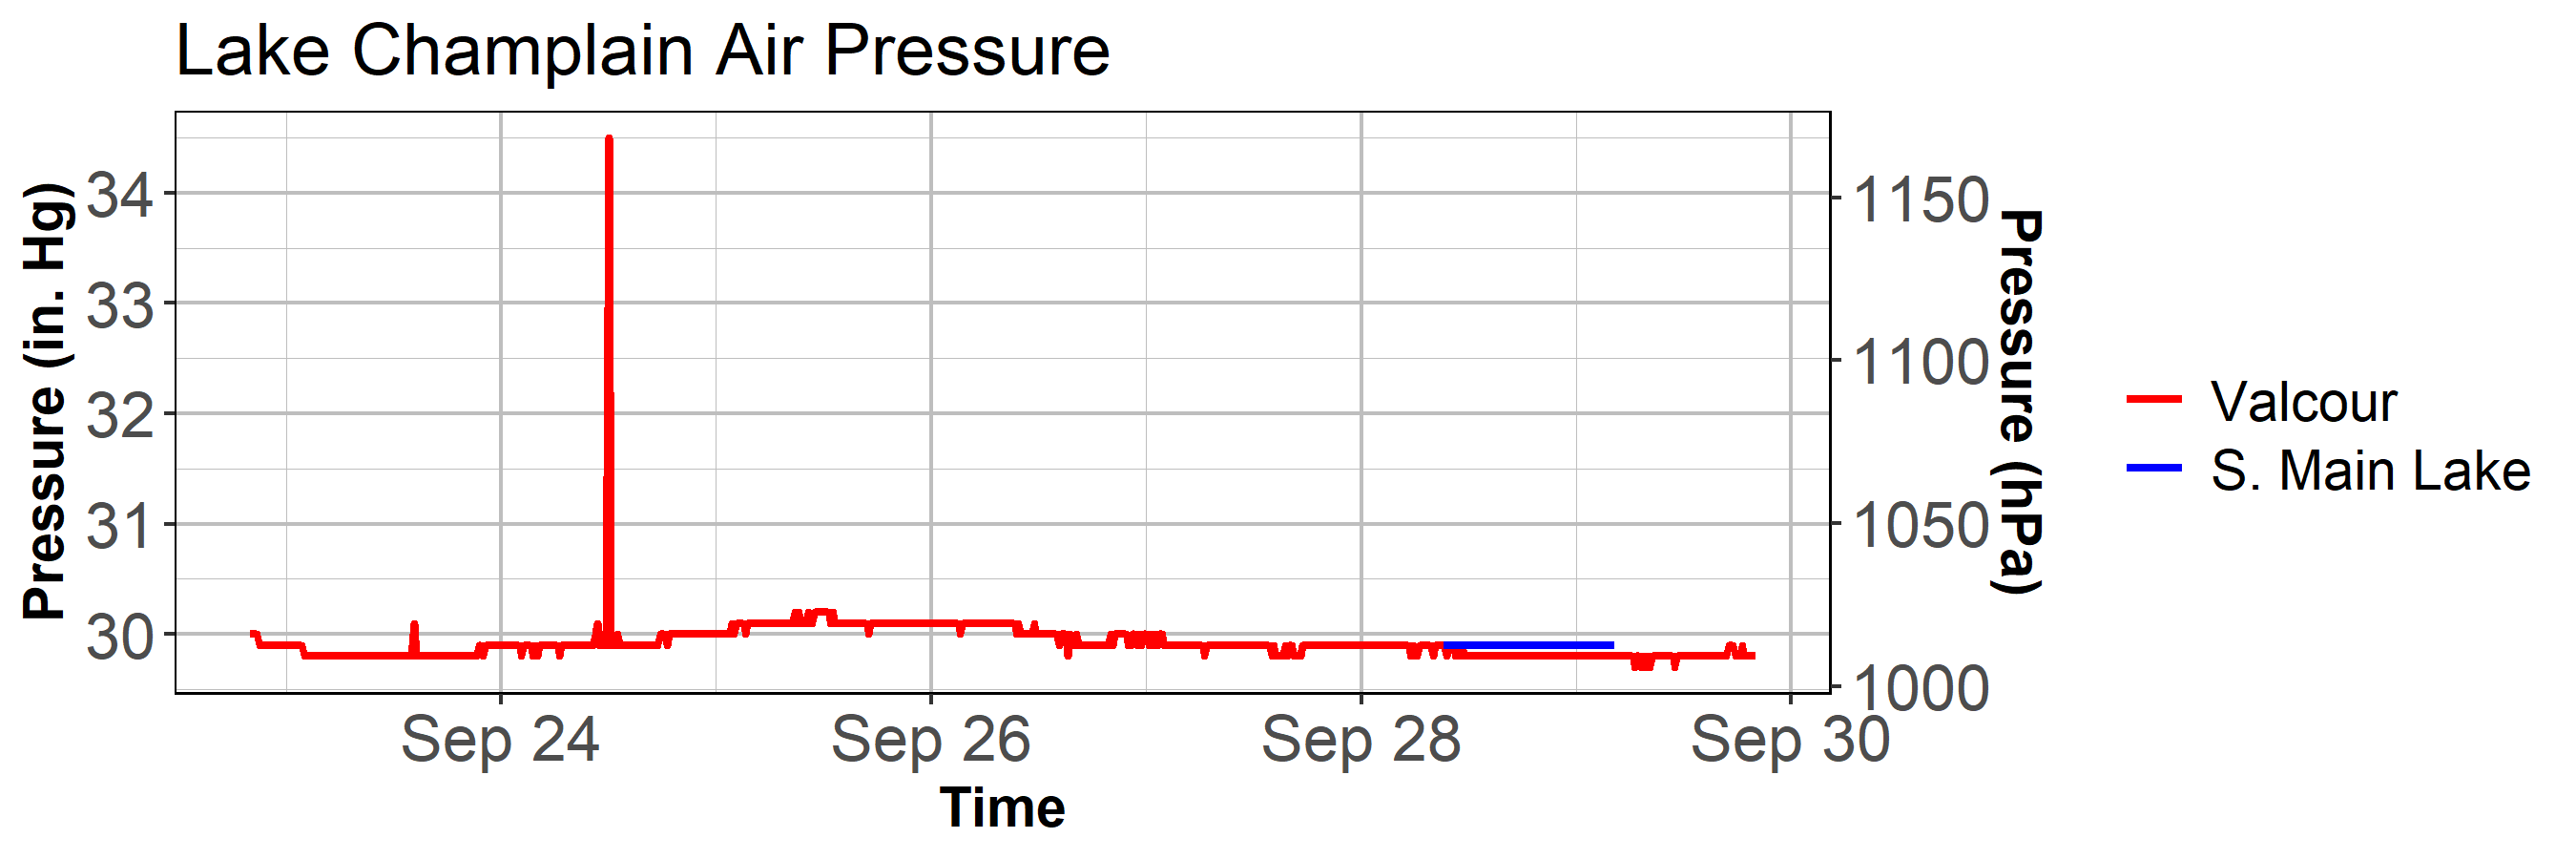 Lake Champlain Air Pressure
Pressure (in. Hg)
34
33
32
31
30
1150
1100
1050
1000
Pressure (hPa)
Valcour
S. Main Lake
Sep 24 Sep 26 Sep 28 Sep 30
Time